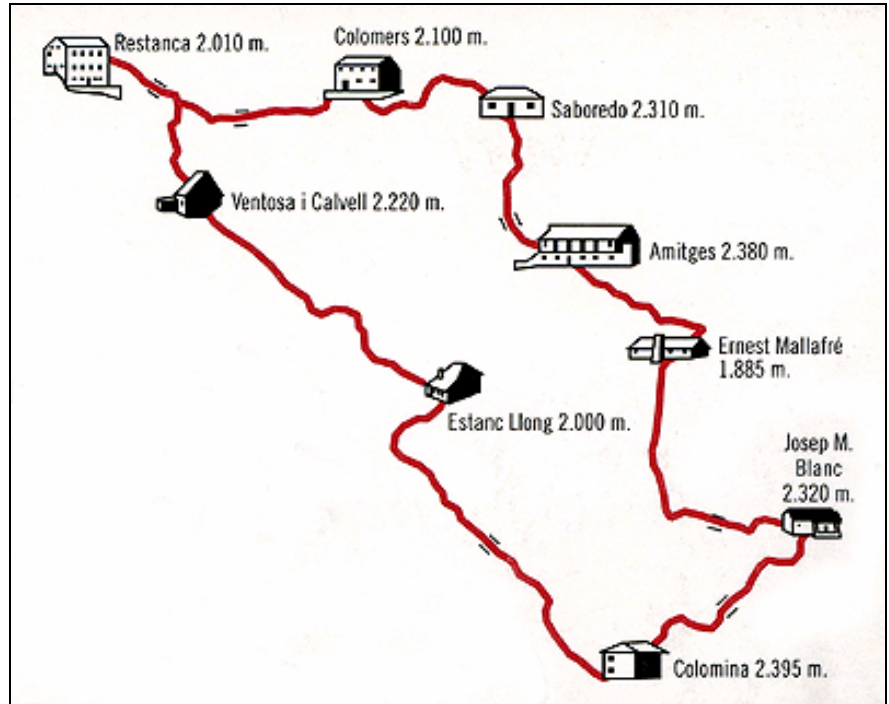 Restanca 2.010 m.
Colomers 2.100 m.
Saboredo 2.310 m.
Ventosa i Calvell 2.220 m.
Amitges 2.380 m.
Ernest Mallafré
1.885 m.
Estanc Llong 2.000 m.
Josep M.
Blanc
2.320 m.
Colomina 2.395 m.